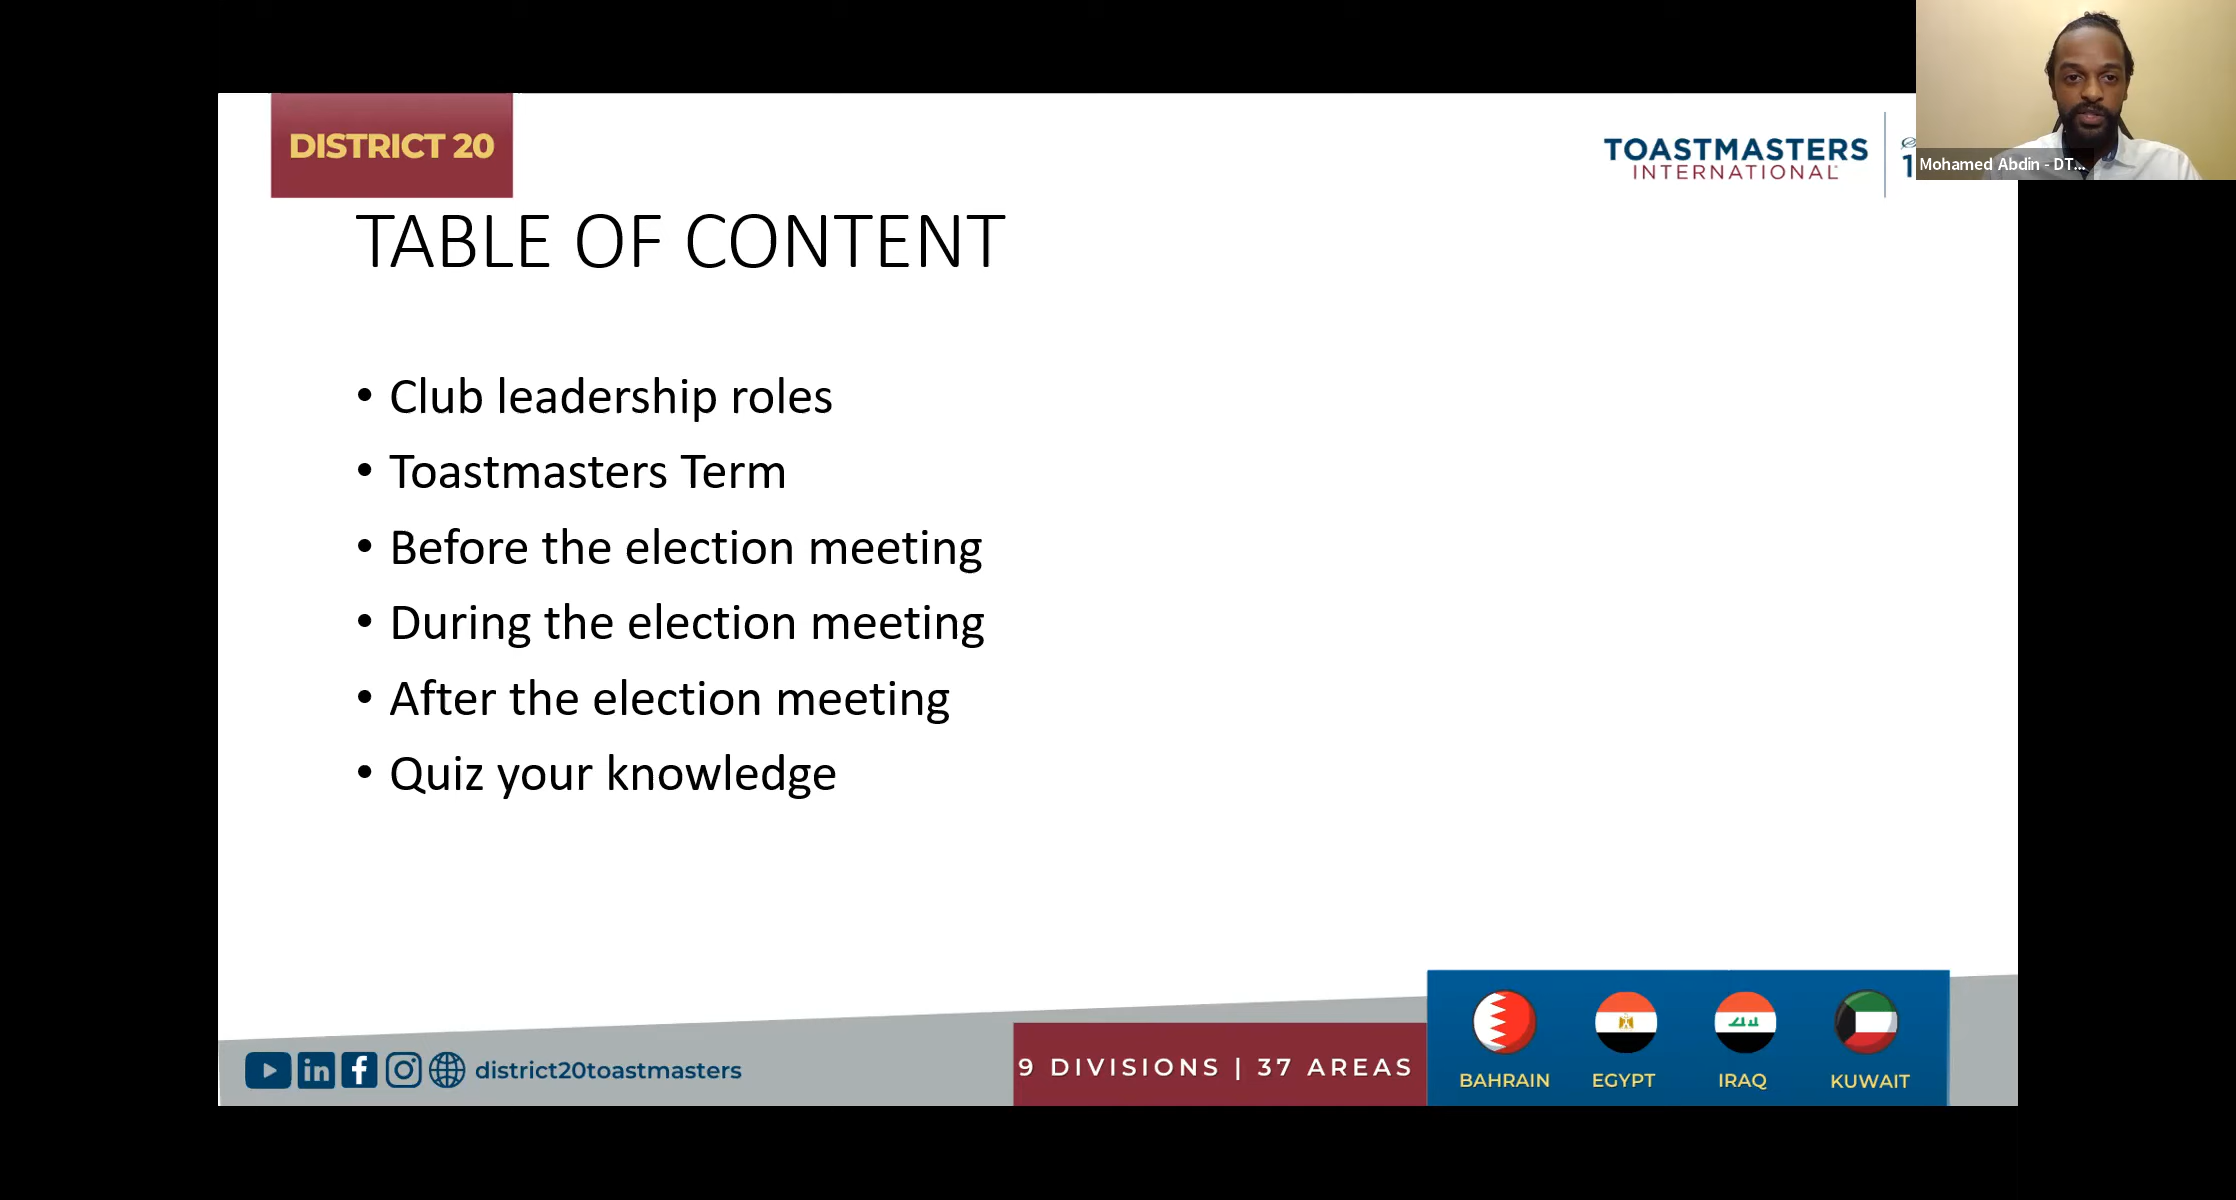 DISTRICT 20
TOASTMASTERS
INTERNATIONAL
Mohamed Abdin - DT...
TABLE OF CONTENT
• Club leadership roles
• Toastmasters Term
• Before the election meeting
• During the election meeting
• After the election meeting
• Quiz your knowledge
district20toastmasters
9 DIVISIONS | 37 AREAS
BAHRAIN
EGYPT
IRAQ
KUWAIT